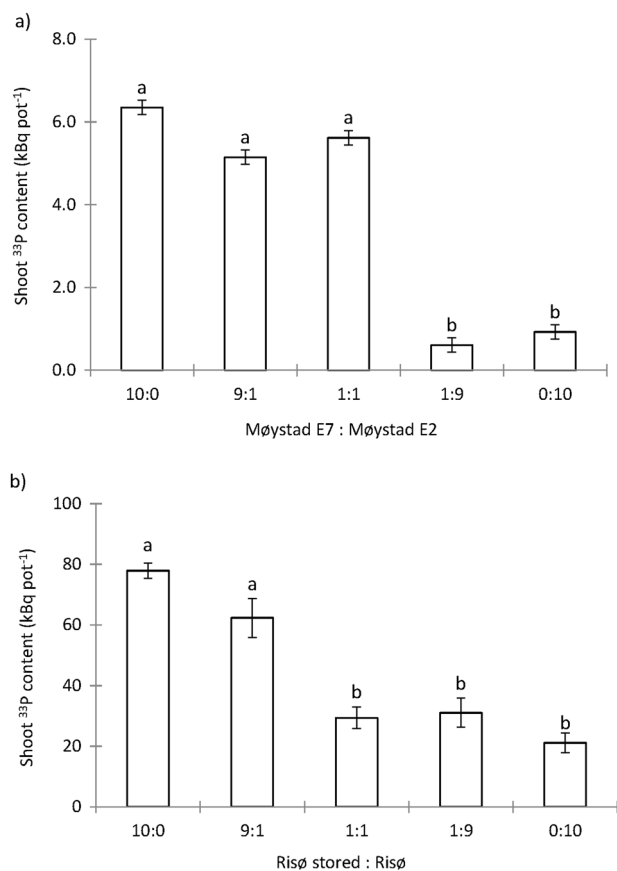 a)
8.0
6.0
4.0
2.0
0.0
Shoot ³³P content (kBq pot⁻¹)
a
a
a
b
b
10:0 9:1 1:1 1:9 0:10
Møystad E7 : Møystad E2
b)
100
80
60
40
20
0
Shoot ³³P content (kBq pot⁻¹)
a
a
b
b
b
10:0 9:1 1:1 1:9 0:10
Risø stored : Risø